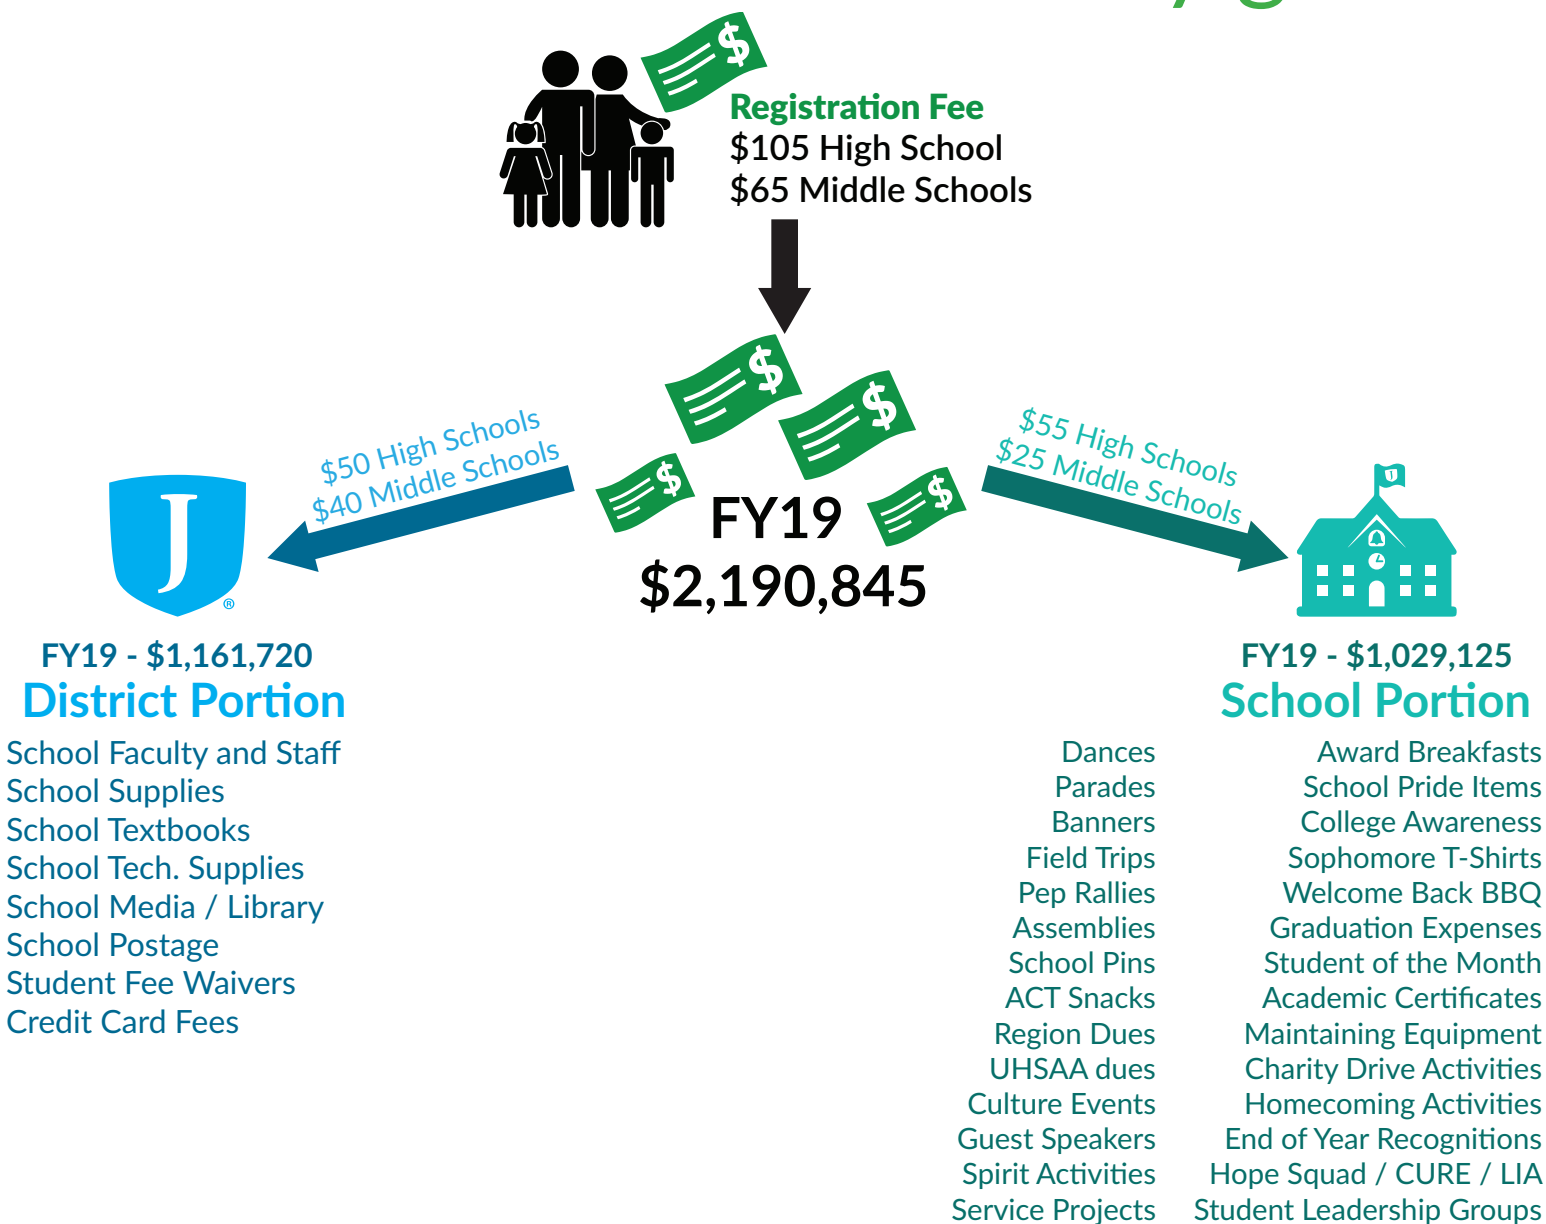 Registration Fee
$105 High School
$65 Middle Schools
$50 High Schools
$40 Middle Schools
$55 High Schools
$25 Middle Schools
FY19
$2,190,845
J
®
FY19 - $1,161,720
District Portion
School Faculty and Staff
School Supplies
School Textbooks
School Tech. Supplies
School Media / Library
School Postage
Student Fee Waivers
Credit Card Fees
FY19 - $1,029,125
School Portion
Dances
Parades
Banners
Field Trips
Pep Rallies
Assemblies
School Pins
ACT Snacks
Region Dues
UHSAA dues
Culture Events
Guest Speakers
Spirit Activities
Service Projects
Award Breakfasts
School Pride Items
College Awareness
Sophomore T-Shirts
Welcome Back BBQ
Graduation Expenses
Student of the Month
Academic Certificates
Maintaining Equipment
Charity Drive Activities
Homecoming Activities
End of Year Recognitions
Hope Squad / CURE / LIA
Student Leadership Groups